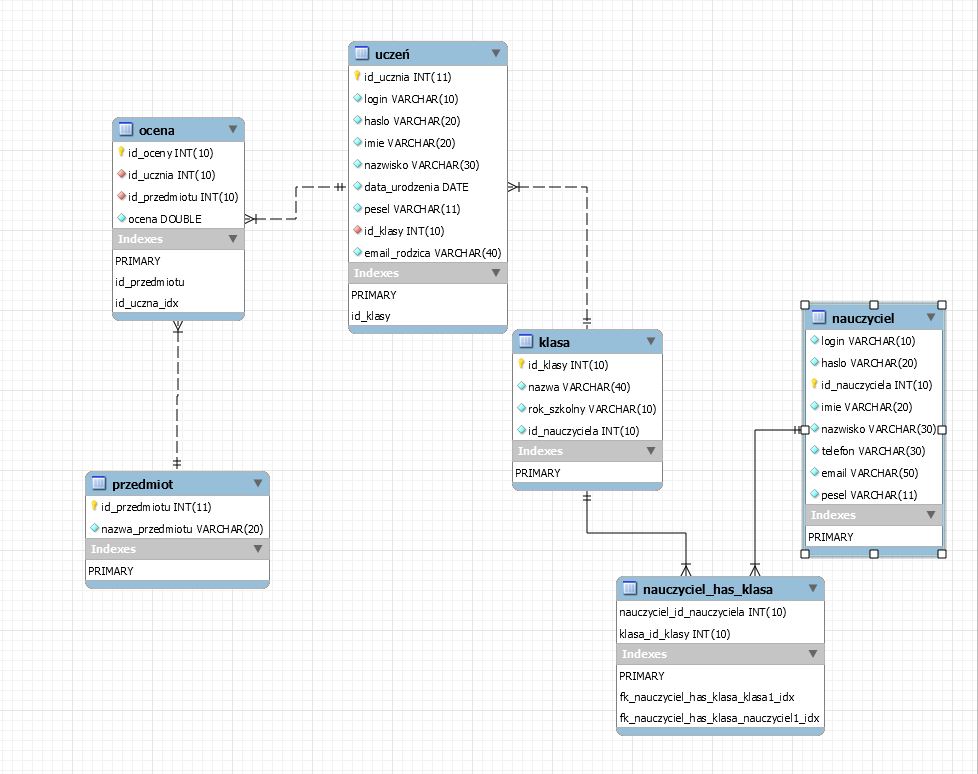 uczeń
id_ucznia INT(11)
login VARCHAR(10)
haslo VARCHAR(20)
imie VARCHAR(20)
nazwisko VARCHAR(30)
data_urodzenia DATE
pesel VARCHAR(11)
id_klasy INT(10)
email_rodzica VARCHAR(40)
Indexes
PRIMARY
id_klasy
ocena
id_oceny INT(10)
id_ucznia INT(10)
id_przedmiotu INT(10)
ocena DOUBLE
Indexes
PRIMARY
id_przedmiotu
id_uczna_idx
klasa
id_klasy INT(10)
nazwa VARCHAR(40)
rok_szkolny VARCHAR(10)
id_nauczyciela INT(10)
Indexes
PRIMARY
nauczyciel
login VARCHAR(10)
haslo VARCHAR(20)
id_nauczyciela INT(10)
imie VARCHAR(20)
nazwisko VARCHAR(30)
telefon VARCHAR(30)
email VARCHAR(50)
pesel VARCHAR(11)
Indexes
PRIMARY
przedmiot
id_przedmiotu INT(11)
nazwa_przedmiotu VARCHAR(20)
Indexes
PRIMARY
nauczyciel_has_klasa
nauczyciel_id_nauczyciela INT(10)
klasa_id_klasy INT(10)
Indexes
PRIMARY
fk_nauczyciel_has_klasa_klasa1_idx
fk_nauczyciel_has_klasa_nauczyciel1_idx